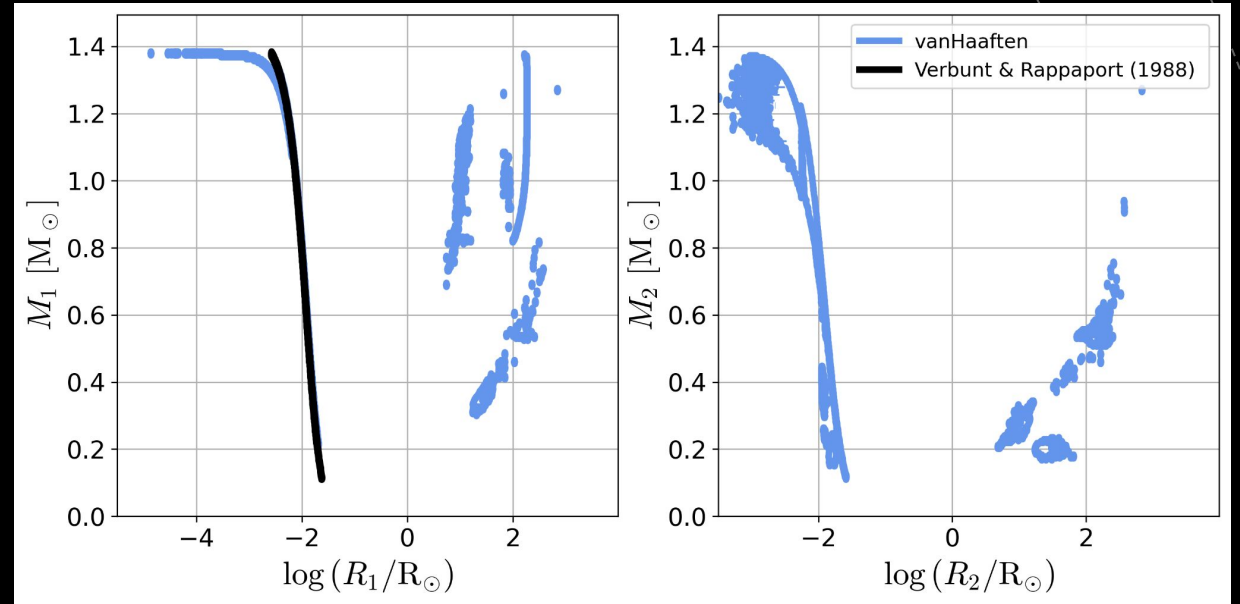 1.4
1.2
1.0
0.8
0.6
0.4
0.2
0.0
M₁ [M⊙]
−4 −2 0 2
log (R₁/R⊙)
1.4
1.2
1.0
0.8
0.6
0.4
0.2
0.0
M₂ [M⊙]
−2 0 2
log (R₂/R⊙)
vanHaaften
Verbunt & Rappaport (1988)